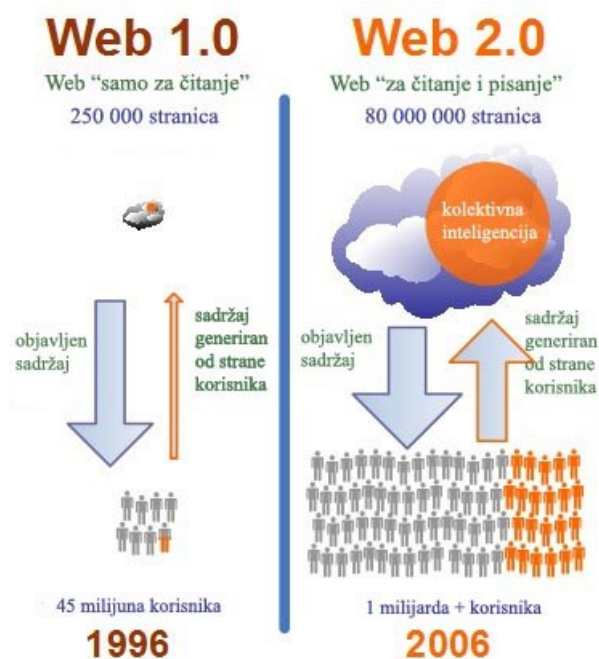 Web 1.0
Web “samo za čitanje”
250 000 stranica
objavljen
sadržaj
sadržaj
generiran
od strane
korisnika
45 milijuna korisnika
1996
Web 2.0
Web “za čitanje i pisanje”
80 000 000 stranica
kolektivna
inteligencija
objavljen
sadržaj
sadržaj
generiran
od strane
korisnika
1 milijarda + korisnika
2006